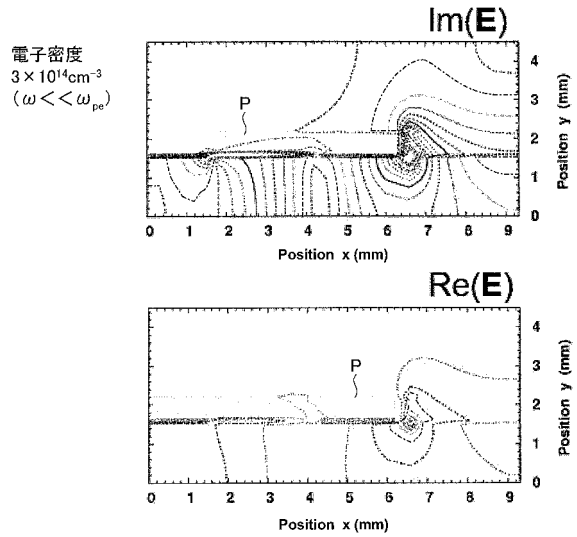 Im(E)
電子密度
3×10¹⁴cm⁻³
(ω<<ωpe)
P
4
3
2
1
0
Position y (mm)
0 1 2 3 4 5 6 7 8 9
Position x (mm)
Re(E)
P
4
3
2
1
0
Position y (mm)
0 1 2 3 4 5 6 7 8 9
Position x (mm)